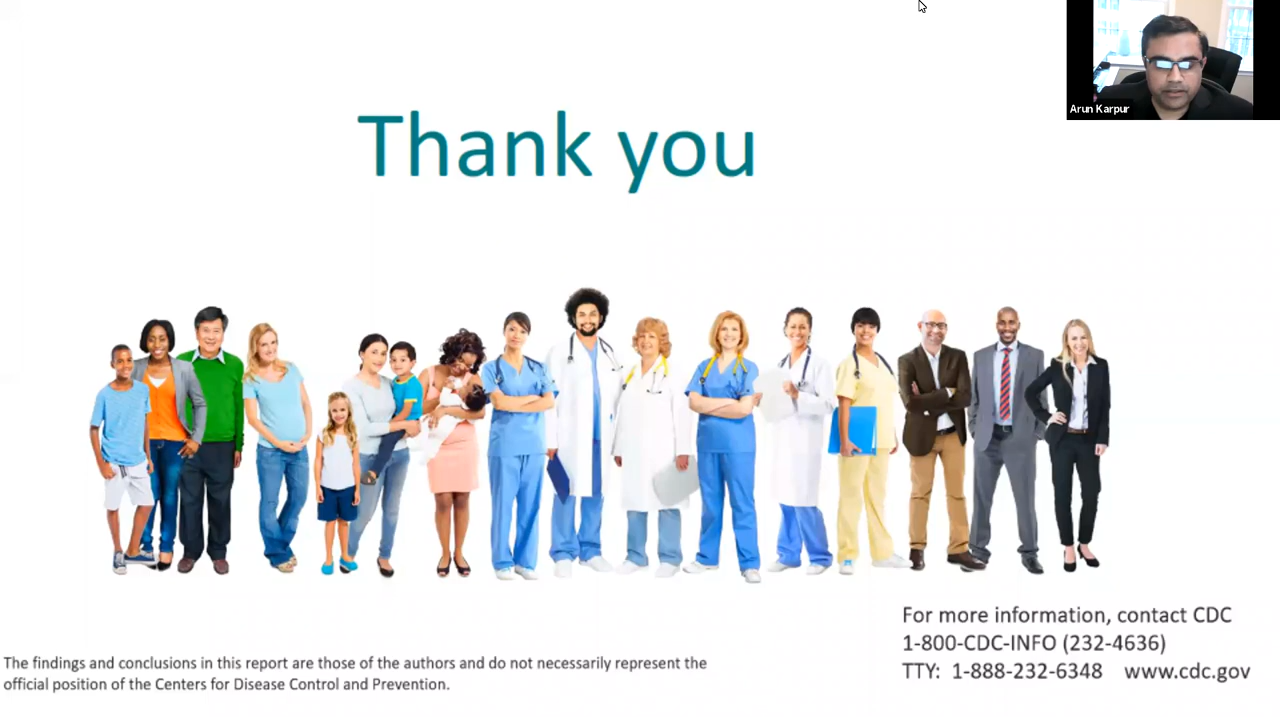 Arun Karpur
Thank you
For more information, contact CDC
1-800-CDC-INFO (232-4636)
TTY: 1-888-232-6348 www.cdc.gov
The findings and conclusions in this report are those of the authors and do not necessarily represent the
official position of the Centers for Disease Control and Prevention.